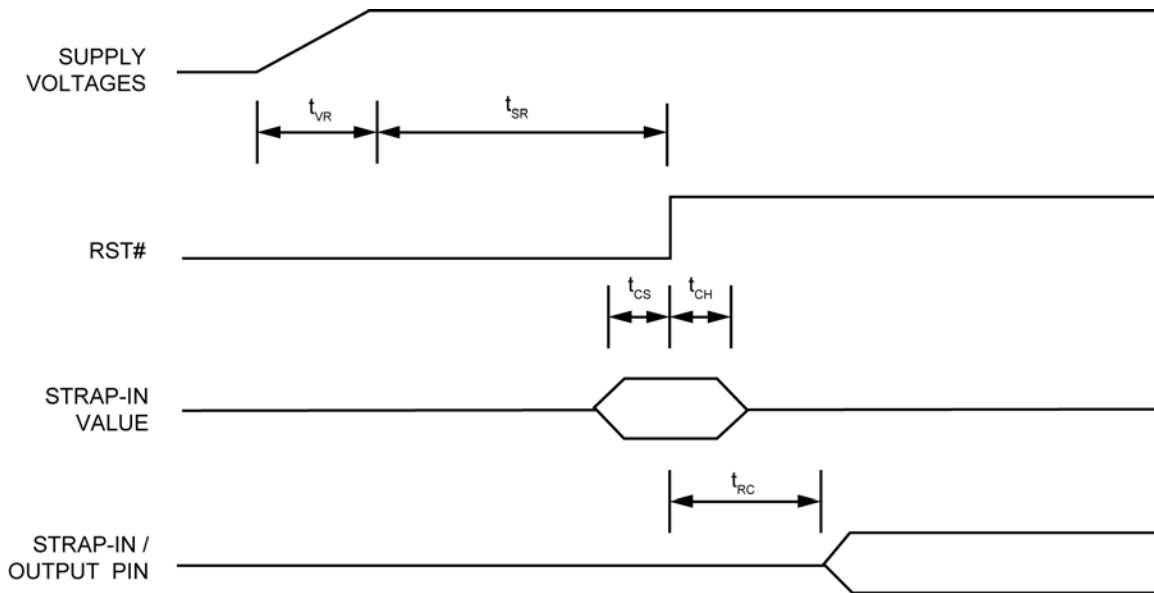 SUPPLY
VOLTAGES
tVR
tSR
RST#
tCS
tCH
STRAP-IN
VALUE
tRC
STRAP-IN /
OUTPUT PIN